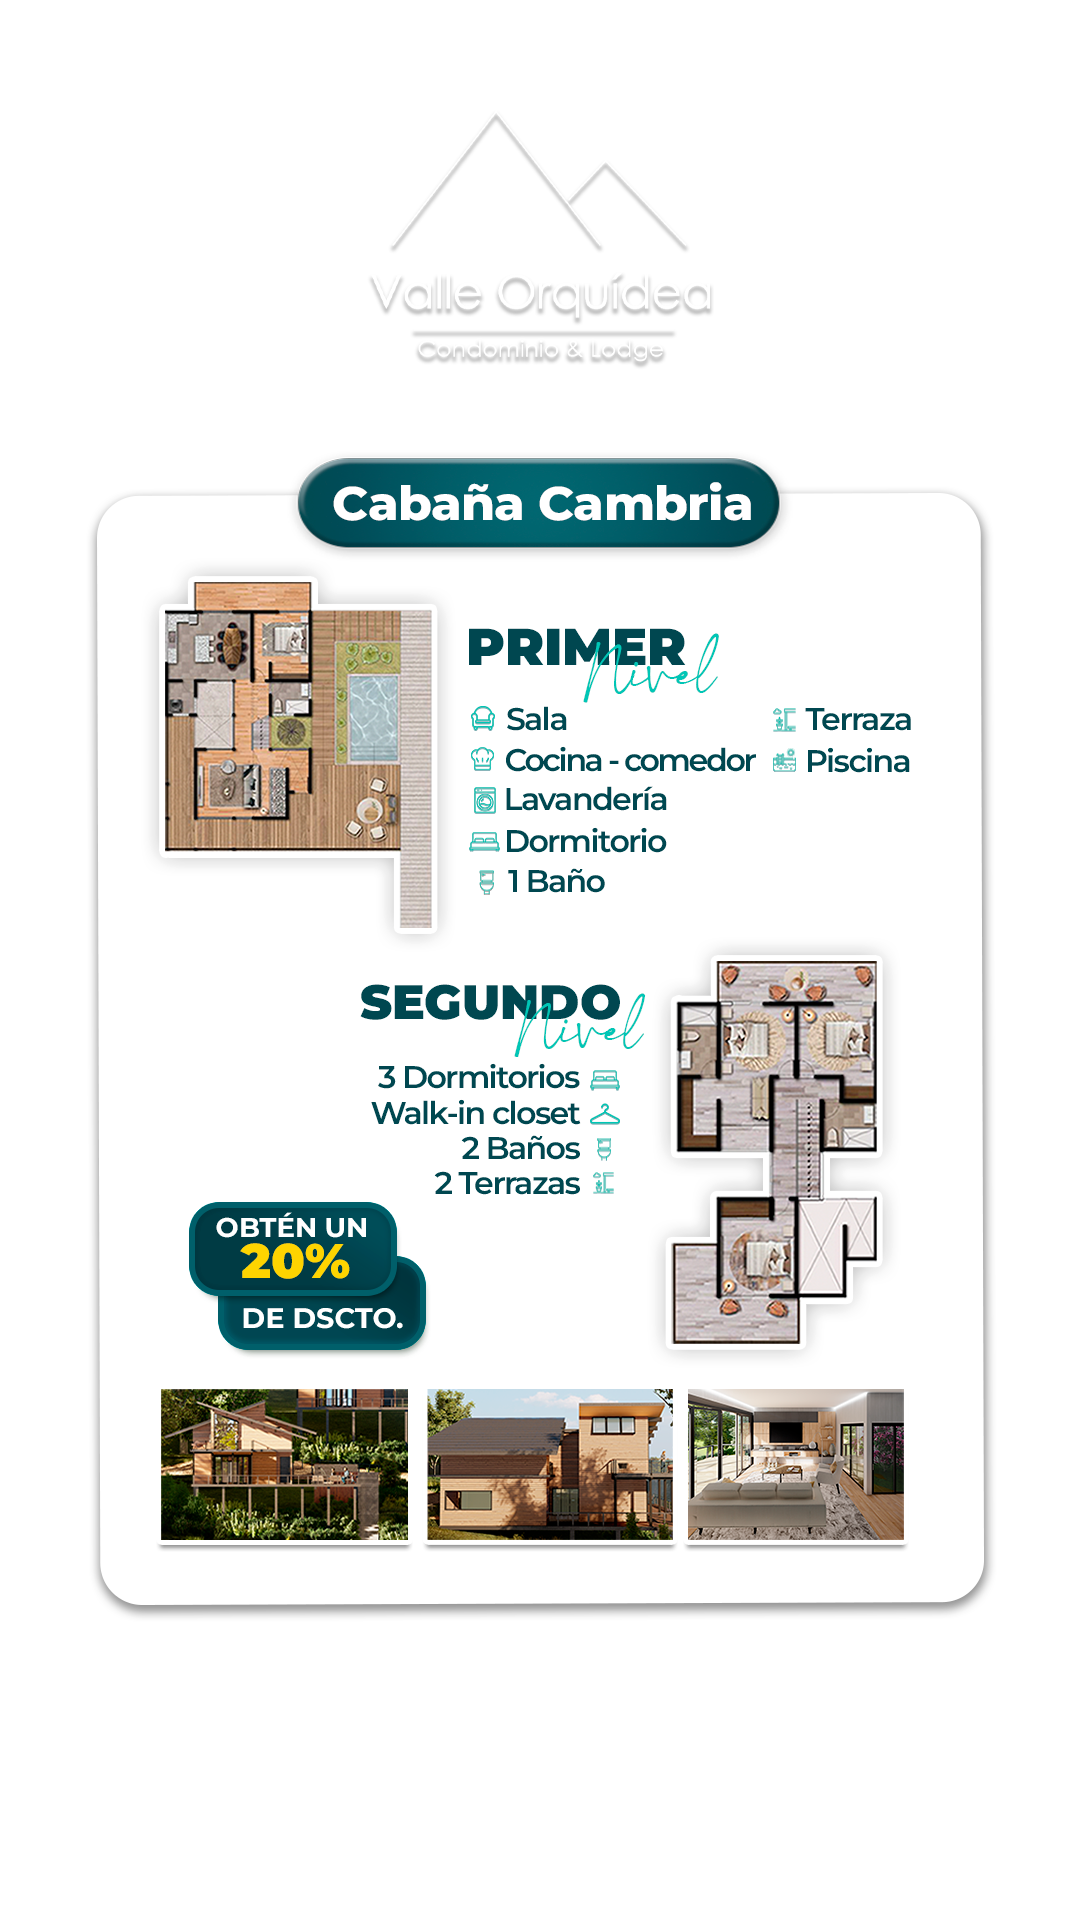 Valle Orquídea
Condominio & Lodge
Cabaña Cambria
PRIMER
Nivel
Sala
Cocina - comedor
Lavandería
Dormitorio
1 Baño
Terraza
Piscina
SEGUNDO
Nivel
3 Dormitorios
Walk-in closet
2 Baños
2 Terrazas
OBTÉN UN
20%
DE DSCTO.